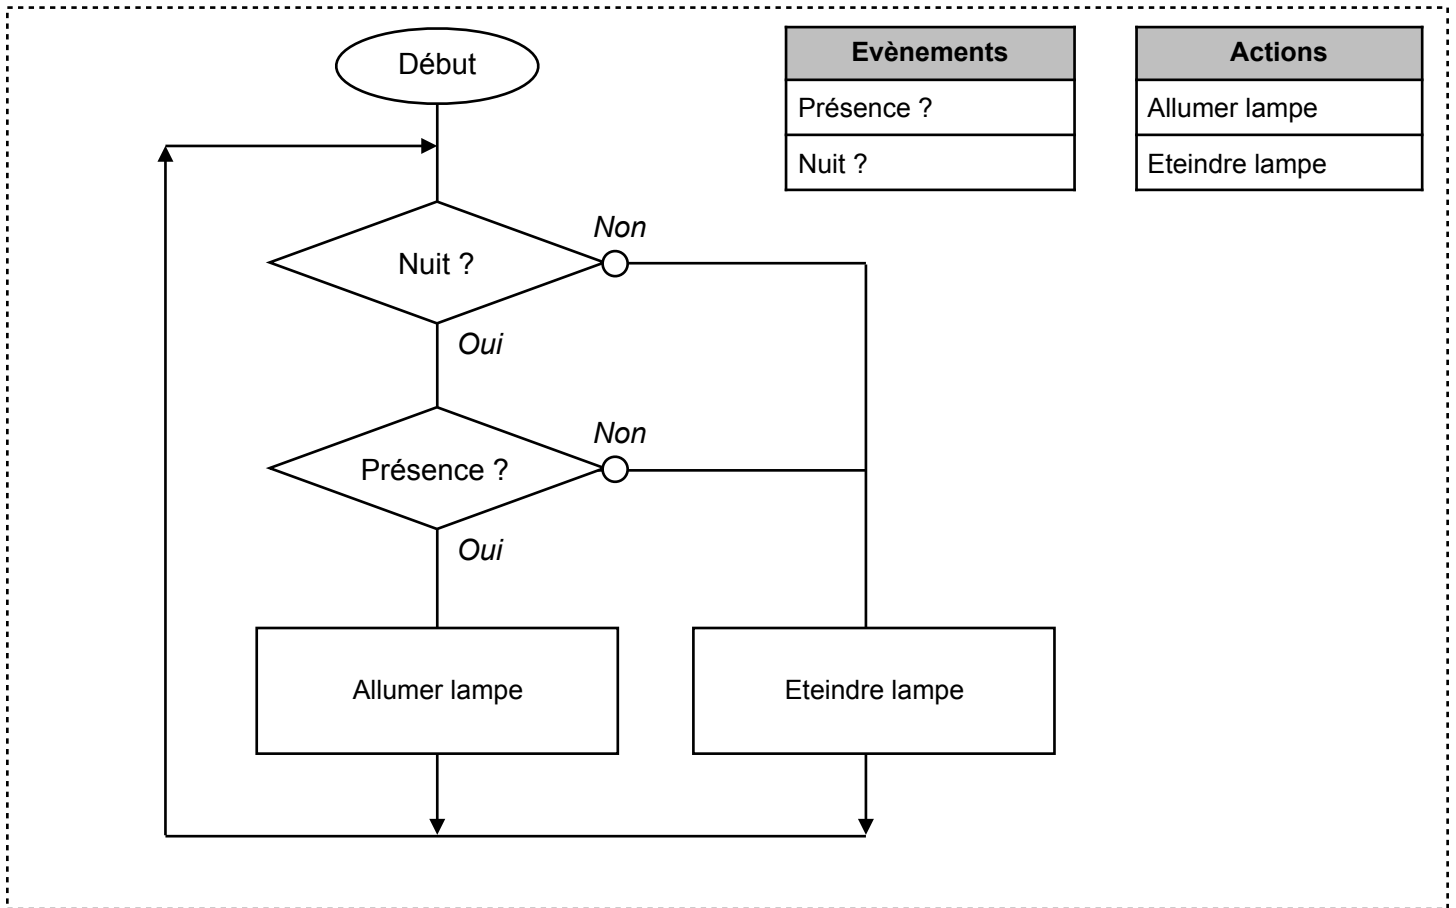 Début
Nuit ?
Non
Oui
Présence ?
Non
Oui
Allumer lampe
Eteindre lampe
Evènements
Présence ?
Nuit ?
Actions
Allumer lampe
Eteindre lampe